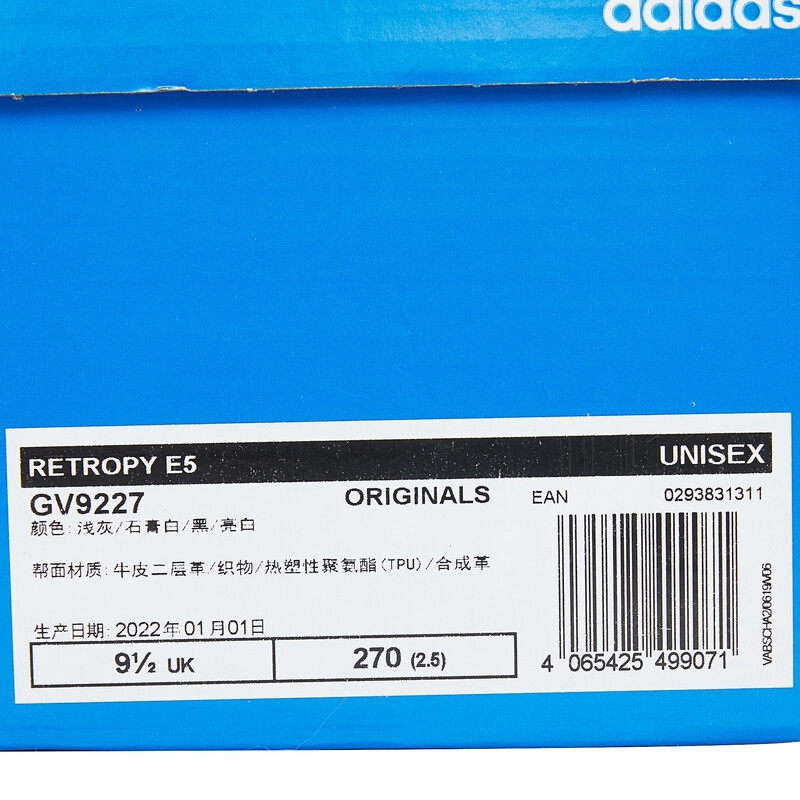 adidas
RETROPY E5 UNISEX
GV9227 ORIGINALS EAN 0293831311
颜色: 浅灰/石膏白/黑/亮白
帮面材质: 牛皮二层革/织物/热塑性聚氨酯(TPU)/合成革
生产日期: 2022年01月01日
9½ UK 270 (2.5)
4 065425 499071
VABSCHA2/0619/V06